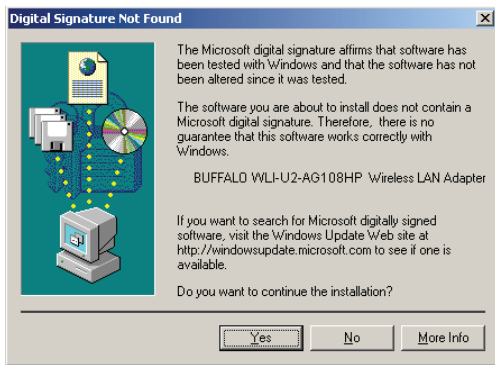 Digital Signature Not Found
The Microsoft digital signature affirms that software has
been tested with Windows and that the software has not
been altered since it was tested.
The software you are about to install does not contain a
Microsoft digital signature. Therefore, there is no
guarantee that this software works correctly with
Windows.
BUFFALO WLI-U2-AG108HP Wireless LAN Adapter
If you want to search for Microsoft digitally signed
software, visit the Windows Update Web site at
http://windowsupdate.microsoft.com to see if one is
available.
Do you want to continue the installation?
Yes No More Info